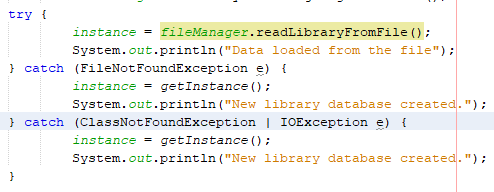 try {
instance = fileManager.readLibraryFromFile();
System.out.println("Data loaded from the file");
} catch (FileNotFoundException e) {
instance = getInstance();
System.out.println("New library database created.");
} catch (ClassNotFoundException | IOException e) {
instance = getInstance();
System.out.println("New library database created.");
}